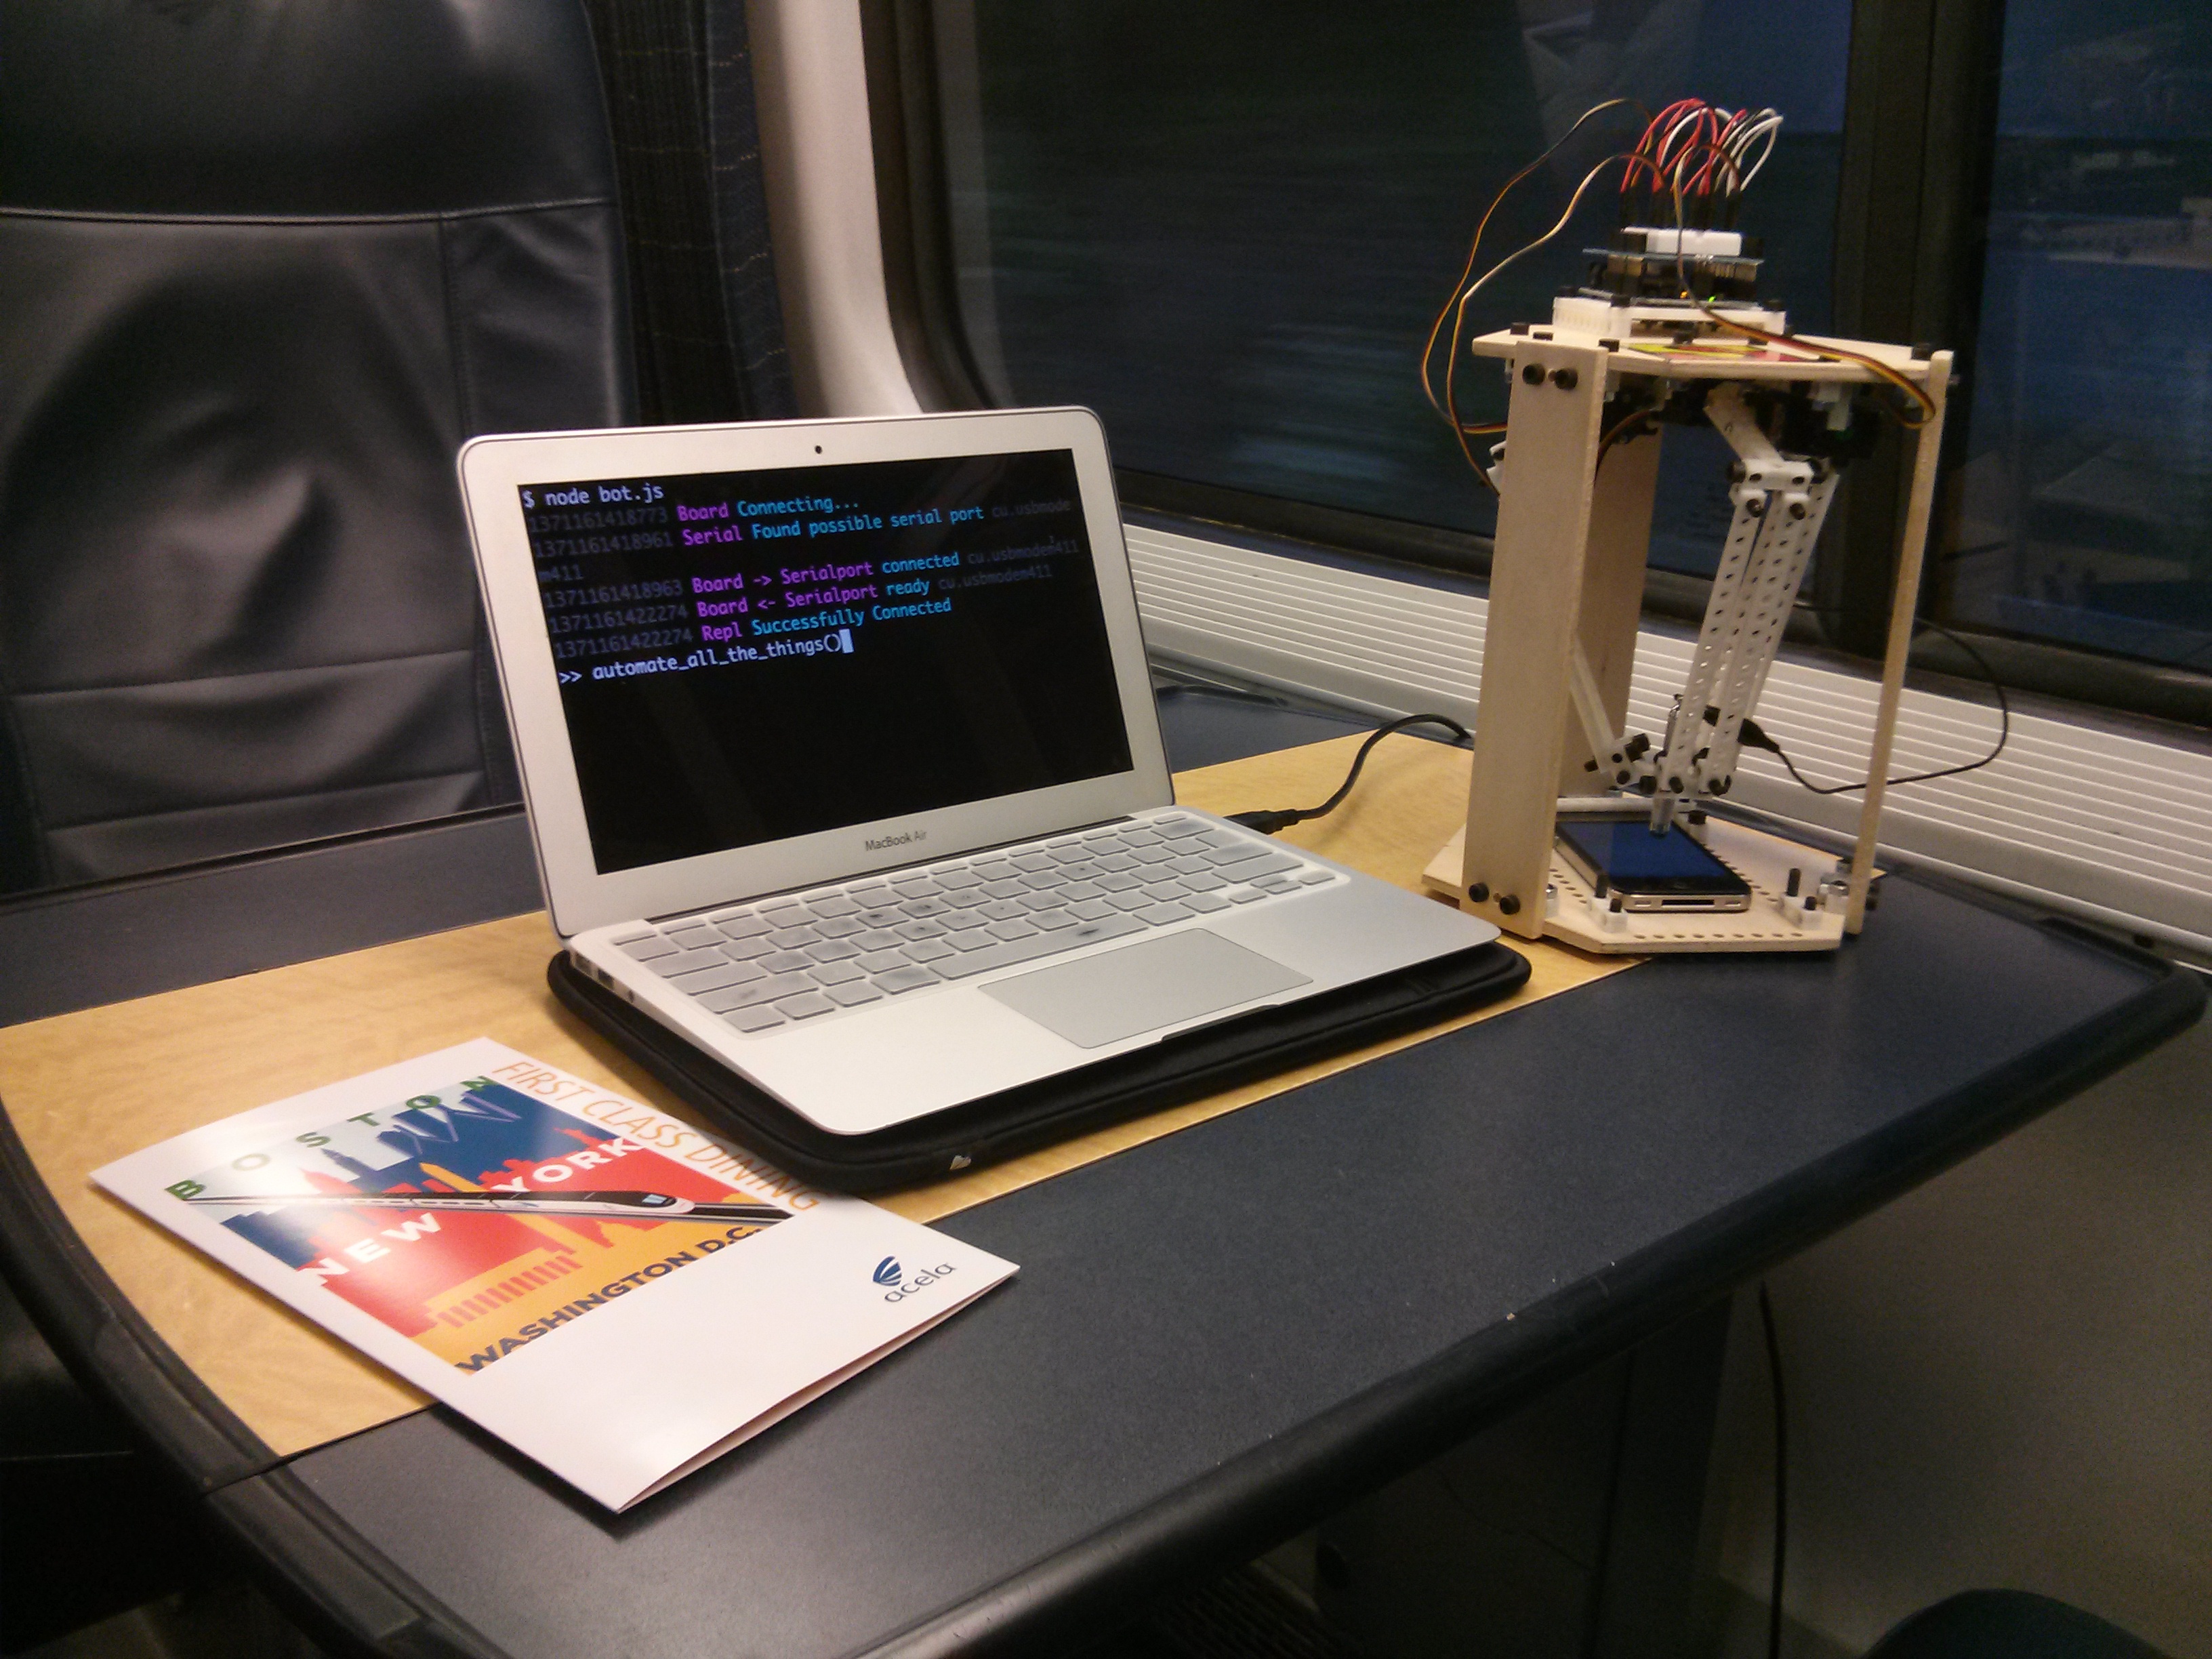 $ node bot.js
1371161418773 Board Connecting...
1371161418961 Serial Found possible serial port cu.usbmode
m411
1371161418963 Board -> Serialport connected cu.usbmodem411
1371161422274 Board <- Serialport ready cu.usbmodem411
1371161422274 Repl Successfully Connected
>> automate_all_the_things()
MacBook Air
FIRST CLASS DINING
BOSTON
NEW YORK
WASHINGTON D.C.
acela